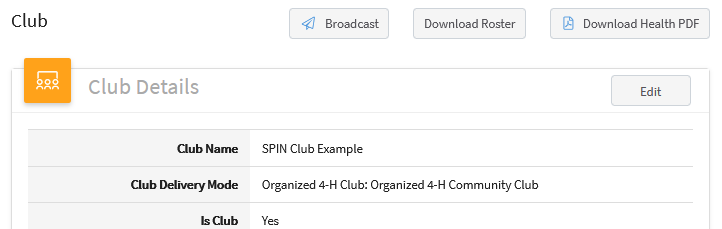 Club
Broadcast
Download Roster
Download Health PDF
Club Details
Edit
Club Name SPIN Club Example
Club Delivery Mode Organized 4-H Club: Organized 4-H Community Club
Is Club Yes